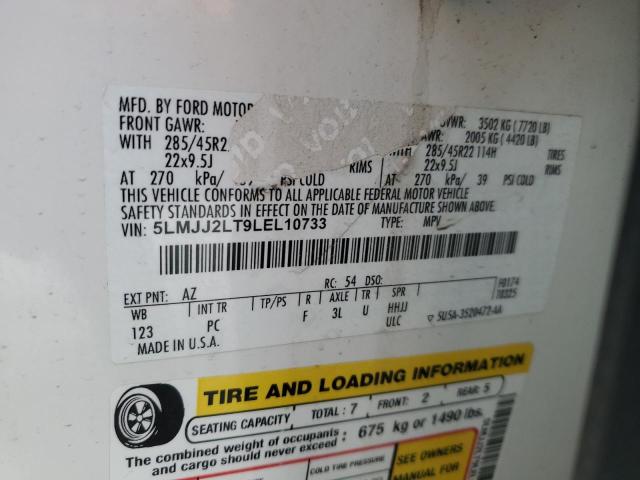 MFD. BY FORD MOTOR
FRONT GAWR:
WITH 285/45R2
22x9.5J
AT 270 kPa/ 39 PSI COLD
GVWR: 3502 KG ( 7720 LB)
2005 KG ( 4420 LB)
WITH 285/45R22 114H TIRES
22x9.5J RIMS
AT 270 kPa/ 39 PSI COLD
THIS VEHICLE CONFORMS TO ALL APPLICABLE FEDERAL MOTOR VEHICLE
SAFETY STANDARDS IN EFFECT ON THE DATE OF MANUFACTURE SHOWN ABOVE.
VIN: 5LMJJ2LT9LEL10733 TYPE: MPV
EXT PNT: AZ RC: 54 DSO:
WB INT TR TP/PS R AXLE TR SPR
123 PC F 3L U HHJJ
ULC
MADE IN U.S.A.
5U5A-3520472-AA
TIRE AND LOADING INFORMATION
SEATING CAPACITY TOTAL : 7 FRONT: 2 REAR: 5
The combined weight of occupants
and cargo should never exceed : 675 kg or 1490 lbs.
COLD TIRE PRESSURE
SEE OWNERS
MANUAL FOR